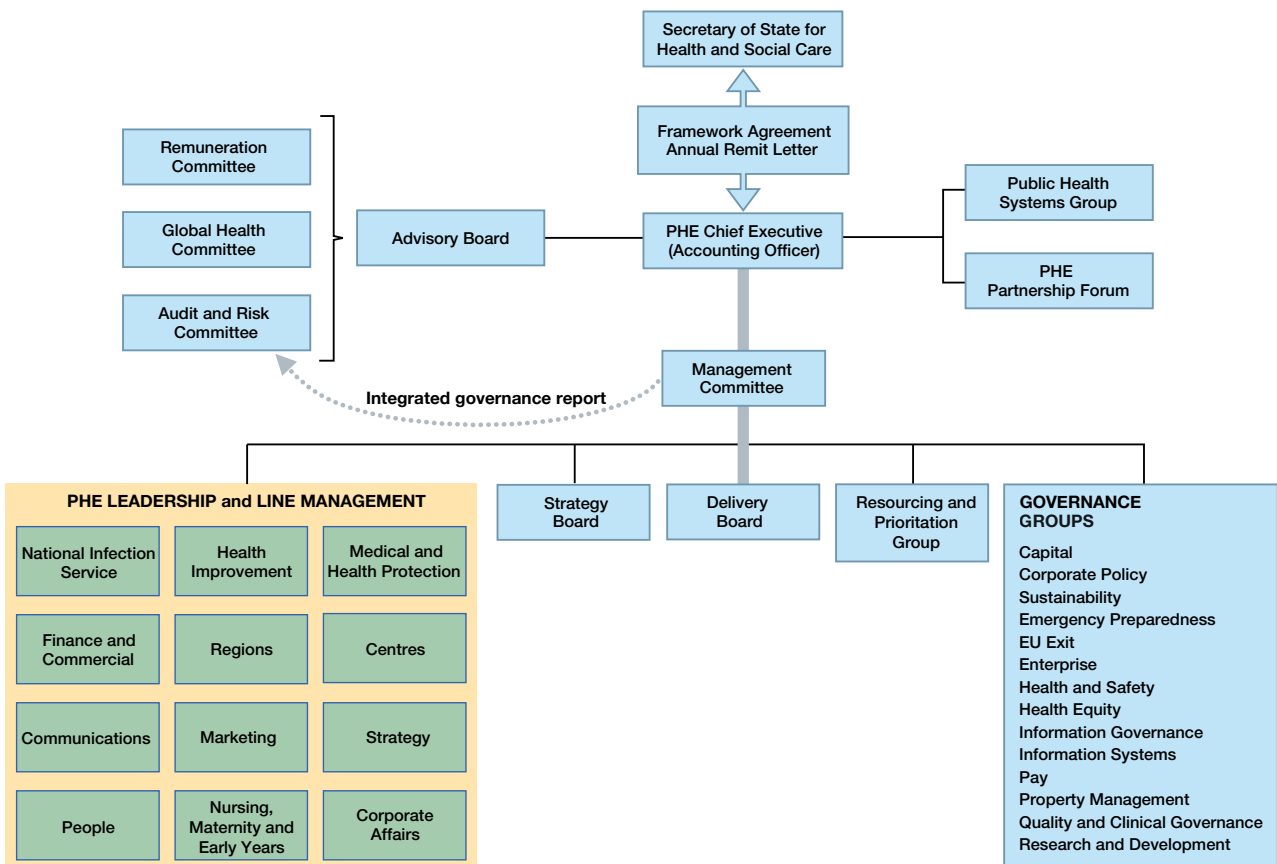 Secretary of State for
Health and Social Care
Framework Agreement
Annual Remit Letter
Remuneration
Committee
Global Health
Committee
Audit and Risk
Committee
Advisory Board
PHE Chief Executive
(Accounting Officer)
Public Health
Systems Group
PHE
Partnership Forum
Management
Committee
Integrated governance report
PHE LEADERSHIP and LINE MANAGEMENT
National Infection
Service
Health
Improvement
Medical and
Health Protection
Finance and
Commercial
Regions
Centres
Communications
Marketing
Strategy
People
Nursing,
Maternity and
Early Years
Corporate
Affairs
Strategy
Board
Delivery
Board
Resourcing and
Prioritation
Group
GOVERNANCE
GROUPS
Capital
Corporate Policy
Sustainability
Emergency Preparedness
EU Exit
Enterprise
Health and Safety
Health Equity
Information Governance
Information Systems
Pay
Property Management
Quality and Clinical Governance
Research and Development